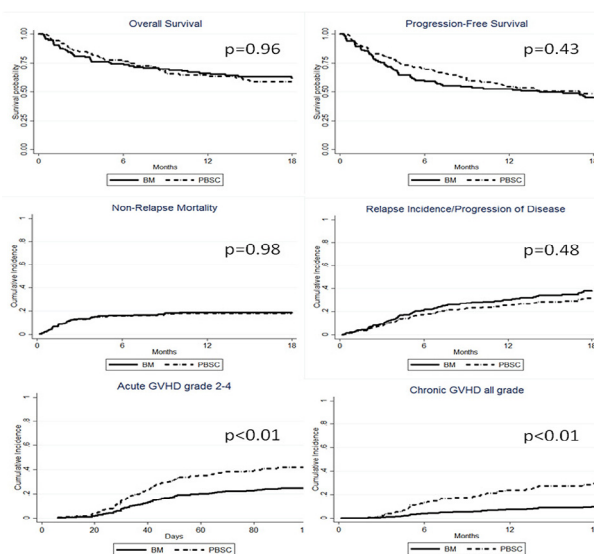 Overall Survival
p=0.96
Survival probability
0.00 0.25 0.50 0.75 1.00
0 6 12 18
Months
BM PBSC
Progression-Free Survival
p=0.43
Survival probability
0.00 0.25 0.50 0.75 1.00
0 6 12 18
Months
BM PBSC
Non-Relapse Mortality
p=0.98
Cumulative Incidence
0 .2 .4 .6 .8 1
0 6 12 18
Months
BM PBSC
Relapse Incidence/Progression of Disease
p=0.48
Cumulative Incidence
0 .2 .4 .6 .8 1
0 6 12 18
Months
BM PBSC
Acute GVHD grade 2-4
p<0.01
Cumulative Incidence
0 .2 .4 .6 .8 1
0 20 40 60 80 1
Days
BM PBSC
Chronic GVHD all grade
p<0.01
Cumulative Incidence
0 .2 .4 .6 .8 1
0 6 12 1
Months
BM PBSC